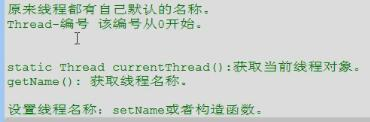 原来线程都有自己默认的名称。
Thread-编号 该编号从0开始。
static Thread currentThread():获取当前线程对象。
getName(): 获取线程名称。
设置线程名称：setName或者构造函数。